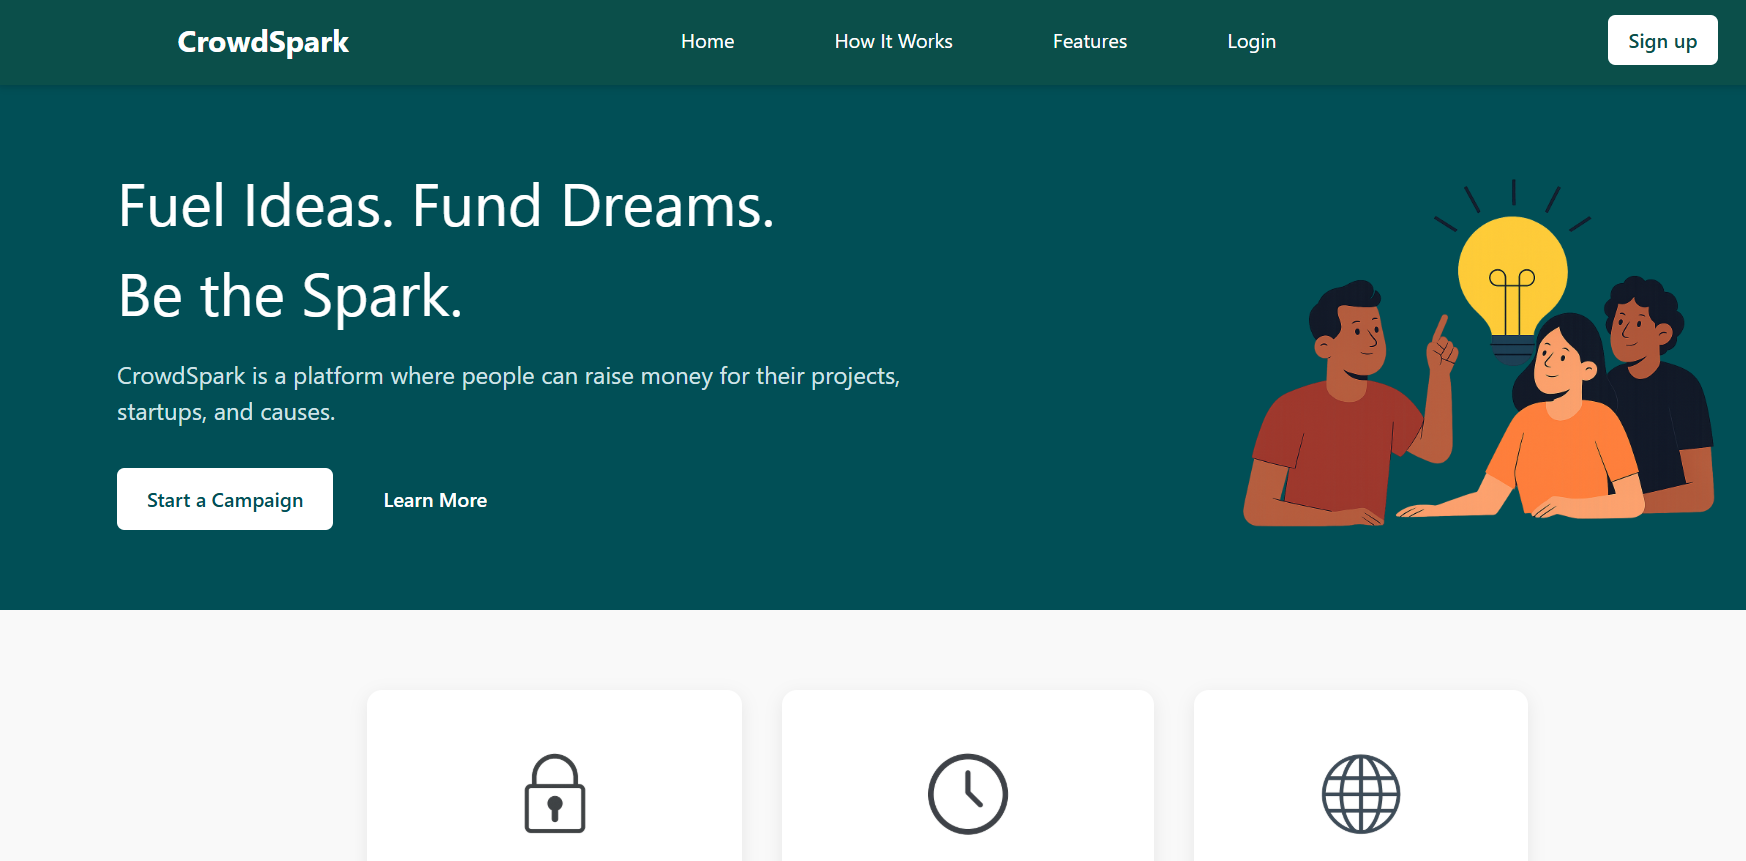 CrowdSpark
Home
How It Works
Features
Login
Sign up
Fuel Ideas. Fund Dreams.
Be the Spark.
CrowdSpark is a platform where people can raise money for their projects,
startups, and causes.
Start a Campaign
Learn More